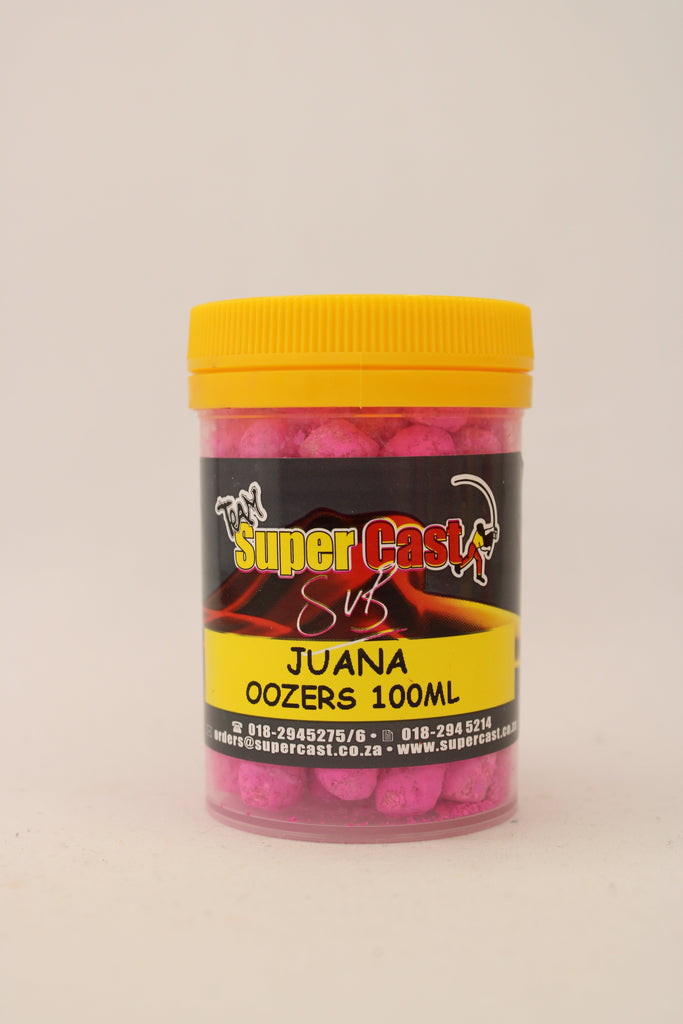 TEAM
Super Cast
SVB
JUANA
OOZERS 100ML
018-2945275/6 • 018-294 5214
orders@supercast.co.za • www.supercast.co.